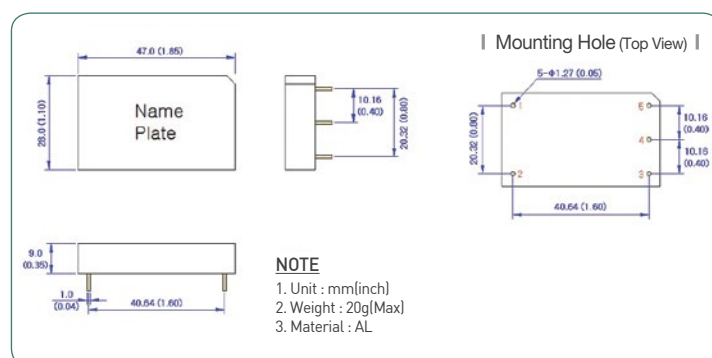 47.0 (1.85)
28.0 (1.10)
Name
Plate
10.16
(0.40)
20.32 (0.80)
| Mounting Hole (Top View) |
5-Φ1.27 (0.05)
1
5
4
2
3
20.32 (0.80)
10.16
(0.40)
10.16
(0.40)
40.64 (1.60)
9.0
(0.35)
1.0
(0.04)
40.64 (1.60)
NOTE
1. Unit : mm(inch)
2. Weight : 20g(Max)
3. Material : AL